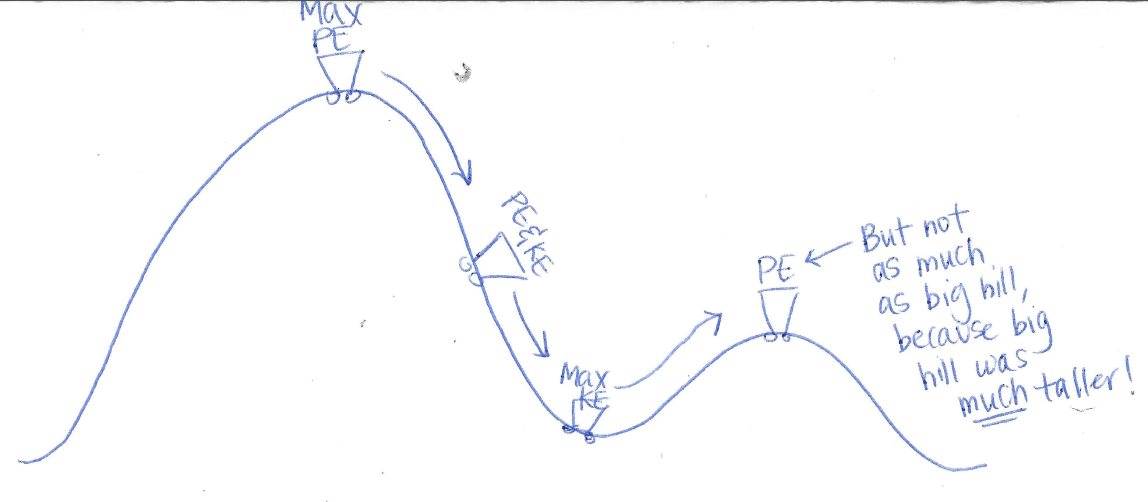 Max
PE
PE&KE
Max
KE
PE
But not
as much
as big hill,
because big
hill was
much taller!